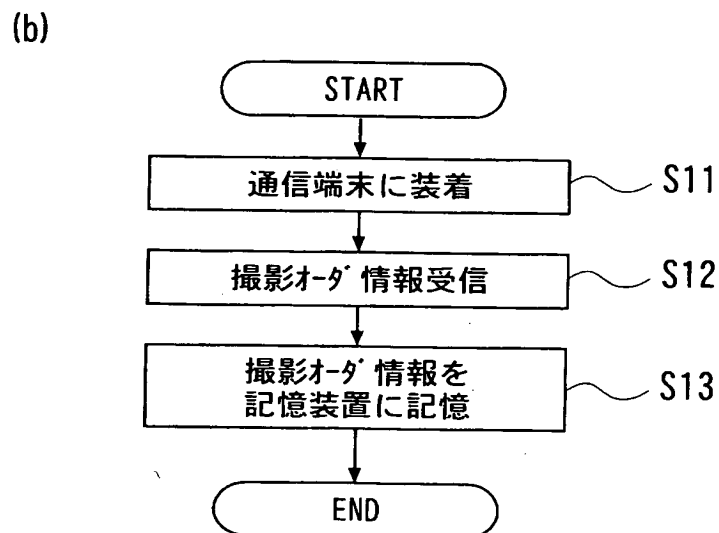 (b)
START
通信端末に装着
S11
撮影ｵｰﾀﾞ情報受信
S12
撮影ｵｰﾀﾞ情報を
記憶装置に記憶
S13
END